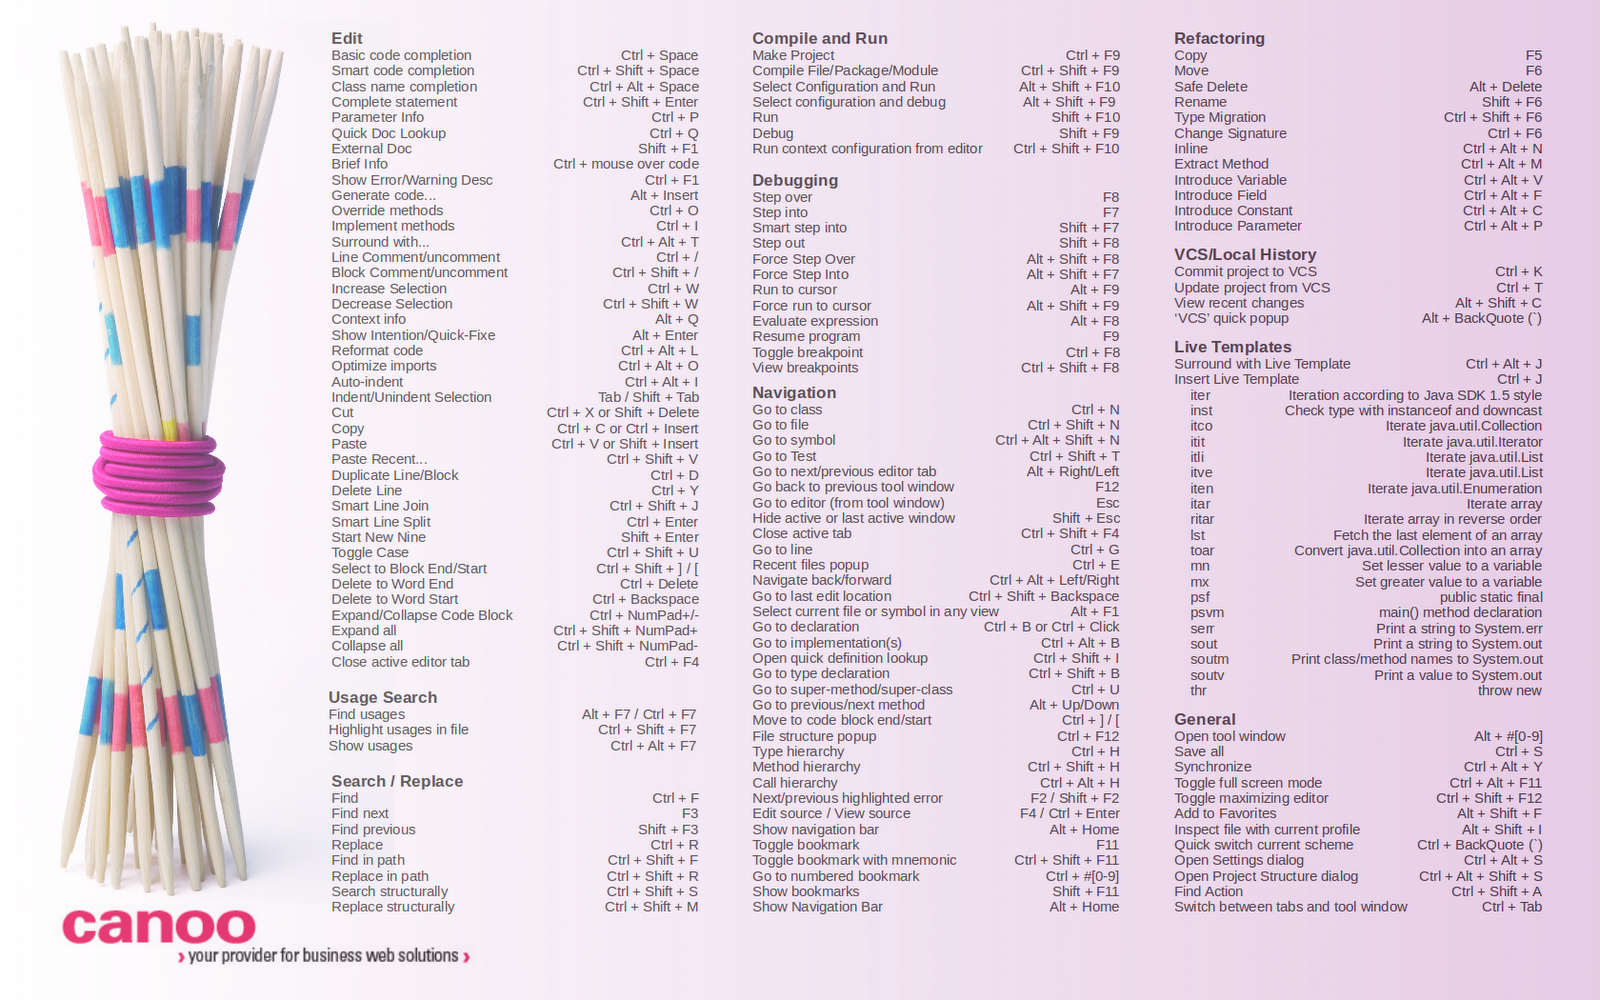 Edit
Basic code completion Ctrl + Space
Smart code completion Ctrl + Shift + Space
Class name completion Ctrl + Alt + Space
Complete statement Ctrl + Shift + Enter
Parameter Info Ctrl + P
Quick Doc Lookup Ctrl + Q
External Doc Shift + F1
Brief Info Ctrl + mouse over code
Show Error/Warning Desc Ctrl + F1
Generate code... Alt + Insert
Override methods Ctrl + O
Implement methods Ctrl + I
Surround with... Ctrl + Alt + T
Line Comment/uncomment Ctrl + /
Block Comment/uncomment Ctrl + Shift + /
Increase Selection Ctrl + W
Decrease Selection Ctrl + Shift + W
Context info Alt + Q
Show Intention/Quick-Fixe Alt + Enter
Reformat code Ctrl + Alt + L
Optimize imports Ctrl + Alt + O
Auto-indent Ctrl + Alt + I
Indent/Unindent Selection Tab / Shift + Tab
Cut Ctrl + X or Shift + Delete
Copy Ctrl + C or Ctrl + Insert
Paste Ctrl + V or Shift + Insert
Paste Recent... Ctrl + Shift + V
Duplicate Line/Block Ctrl + D
Delete Line Ctrl + Y
Smart Line Join Ctrl + Shift + J
Smart Line Split Ctrl + Enter
Start New Nine Shift + Enter
Toggle Case Ctrl + Shift + U
Select to Block End/Start Ctrl + Shift + ] / [
Delete to Word End Ctrl + Delete
Delete to Word Start Ctrl + Backspace
Expand/Collapse Code Block Ctrl + NumPad+/-
Expand all Ctrl + Shift + NumPad+
Collapse all Ctrl + Shift + NumPad-
Close active editor tab Ctrl + F4
Usage Search
Find usages Alt + F7 / Ctrl + F7
Highlight usages in file Ctrl + Shift + F7
Show usages Ctrl + Alt + F7
Search / Replace
Find Ctrl + F
Find next F3
Find previous Shift + F3
Replace Ctrl + R
Find in path Ctrl + Shift + F
Replace in path Ctrl + Shift + R
Search structurally Ctrl + Shift + S
Replace structurally Ctrl + Shift + M
Compile and Run
Make Project Ctrl + F9
Compile File/Package/Module Ctrl + Shift + F9
Select Configuration and Run Alt + Shift + F10
Select configuration and debug Alt + Shift + F9
Run Shift + F10
Debug Shift + F9
Run context configuration from editor Ctrl + Shift + F10
Debugging
Step over F8
Step into F7
Smart step into Shift + F7
Step out Shift + F8
Force Step Over Alt + Shift + F8
Force Step Into Alt + Shift + F7
Run to cursor Alt + F9
Force run to cursor Alt + Shift + F9
Evaluate expression Alt + F8
Resume program F9
Toggle breakpoint Ctrl + F8
View breakpoints Ctrl + Shift + F8
Navigation
Go to class Ctrl + N
Go to file Ctrl + Shift + N
Go to symbol Ctrl + Alt + Shift + N
Go to Test Ctrl + Shift + T
Go to next/previous editor tab Alt + Right/Left
Go back to previous tool window F12
Go to editor (from tool window) Esc
Hide active or last active window Shift + Esc
Close active tab Ctrl + Shift + F4
Go to line Ctrl + G
Recent files popup Ctrl + E
Navigate back/forward Ctrl + Alt + Left/Right
Go to last edit location Ctrl + Shift + Backspace
Select current file or symbol in any view Alt + F1
Go to declaration Ctrl + B or Ctrl + Click
Go to implementation(s) Ctrl + Alt + B
Open quick definition lookup Ctrl + Shift + I
Go to type declaration Ctrl + Shift + B
Go to super-method/super-class Ctrl + U
Go to previous/next method Alt + Up/Down
Move to code block end/start Ctrl + ] / [
File structure popup Ctrl + F12
Type hierarchy Ctrl + H
Method hierarchy Ctrl + Shift + H
Call hierarchy Ctrl + Alt + H
Next/previous highlighted error F2 / Shift + F2
Edit source / View source F4 / Ctrl + Enter
Show navigation bar Alt + Home
Toggle bookmark F11
Toggle bookmark with mnemonic Ctrl + Shift + F11
Go to numbered bookmark Ctrl + #[0-9]
Show bookmarks Shift + F11
Show Navigation Bar Alt + Home
Refactoring
Copy F5
Move F6
Safe Delete Alt + Delete
Rename Shift + F6
Type Migration Ctrl + Shift + F6
Change Signature Ctrl + F6
Inline Ctrl + Alt + N
Extract Method Ctrl + Alt + M
Introduce Variable Ctrl + Alt + V
Introduce Field Ctrl + Alt + F
Introduce Constant Ctrl + Alt + C
Introduce Parameter Ctrl + Alt + P
VCS/Local History
Commit project to VCS Ctrl + K
Update project from VCS Ctrl + T
View recent changes Alt + Shift + C
‘VCS’ quick popup Alt + BackQuote (`)
Live Templates
Surround with Live Template Ctrl + Alt + J
Insert Live Template Ctrl + J
iter Iteration according to Java SDK 1.5 style
inst Check type with instanceof and downcast
itco Iterate java.util.Collection
itit Iterate java.util.Iterator
itli Iterate java.util.List
itve Iterate java.util.List
iten Iterate java.util.Enumeration
itar Iterate array
ritar Iterate array in reverse order
lst Fetch the last element of an array
toar Convert java.util.Collection into an array
mn Set lesser value to a variable
mx Set greater value to a variable
psf public static final
psvm main() method declaration
serr Print a string to System.err
sout Print a string to System.out
soutm Print class/method names to System.out
soutv Print a value to System.out
thr throw new
General
Open tool window Alt + #[0-9]
Save all Ctrl + S
Synchronize Ctrl + Alt + Y
Toggle full screen mode Ctrl + Alt + F11
Toggle maximizing editor Ctrl + Shift + F12
Add to Favorites Alt + Shift + F
Inspect file with current profile Alt + Shift + I
Quick switch current scheme Ctrl + BackQuote (`)
Open Settings dialog Ctrl + Alt + S
Open Project Structure dialog Ctrl + Alt + Shift + S
Find Action Ctrl + Shift + A
Switch between tabs and tool window Ctrl + Tab
canoo
› your provider for business web solutions ›